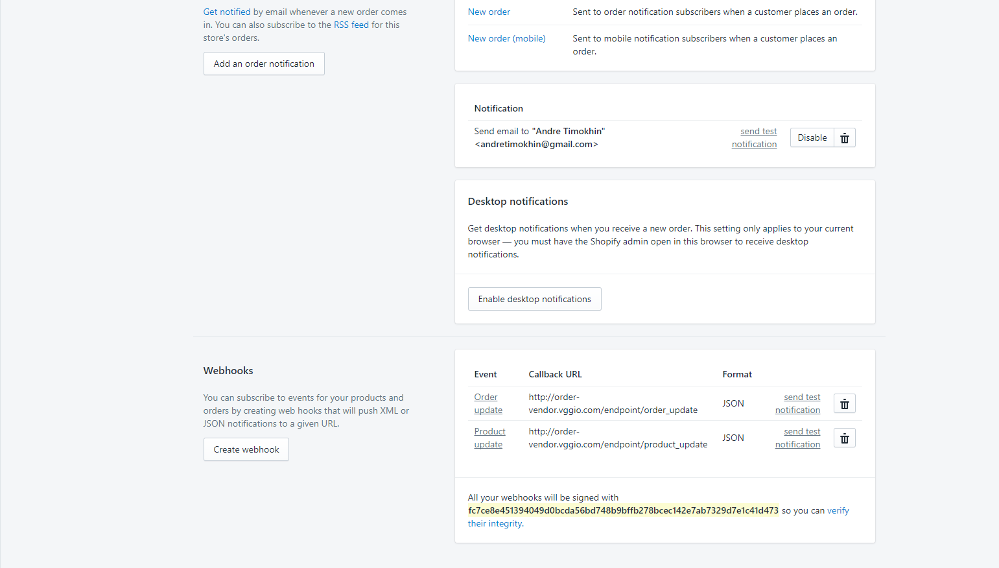 Get notified by email whenever a new order comes
in. You can also subscribe to the RSS feed for this
store's orders.
Add an order notification
New order
Sent to order notification subscribers when a customer places an order.
New order (mobile)
Sent to mobile notification subscribers when a customer places an
order.
Notification
Send email to "Andre Timokhin"
<andretimokhin@gmail.com>
send test
notification
Disable
Desktop notifications
Get desktop notifications when you receive a new order. This setting only applies to your current
browser — you must have the Shopify admin open in this browser to receive desktop
notifications.
Enable desktop notifications
Webhooks
You can subscribe to events for your products and
orders by creating web hooks that will push XML or
JSON notifications to a given URL.
Create webhook
Event Callback URL Format
Order
update
http://order-
vendor.vggio.com/endpoint/order_update
JSON
send test
notification
Product
update
http://order-
vendor.vggio.com/endpoint/product_update
JSON
send test
notification
All your webhooks will be signed with
fc7ce8e451394049d0bcda56bd748b9bffb278bcec142e7ab7329d7e1c41d473 so you can verify
their integrity.